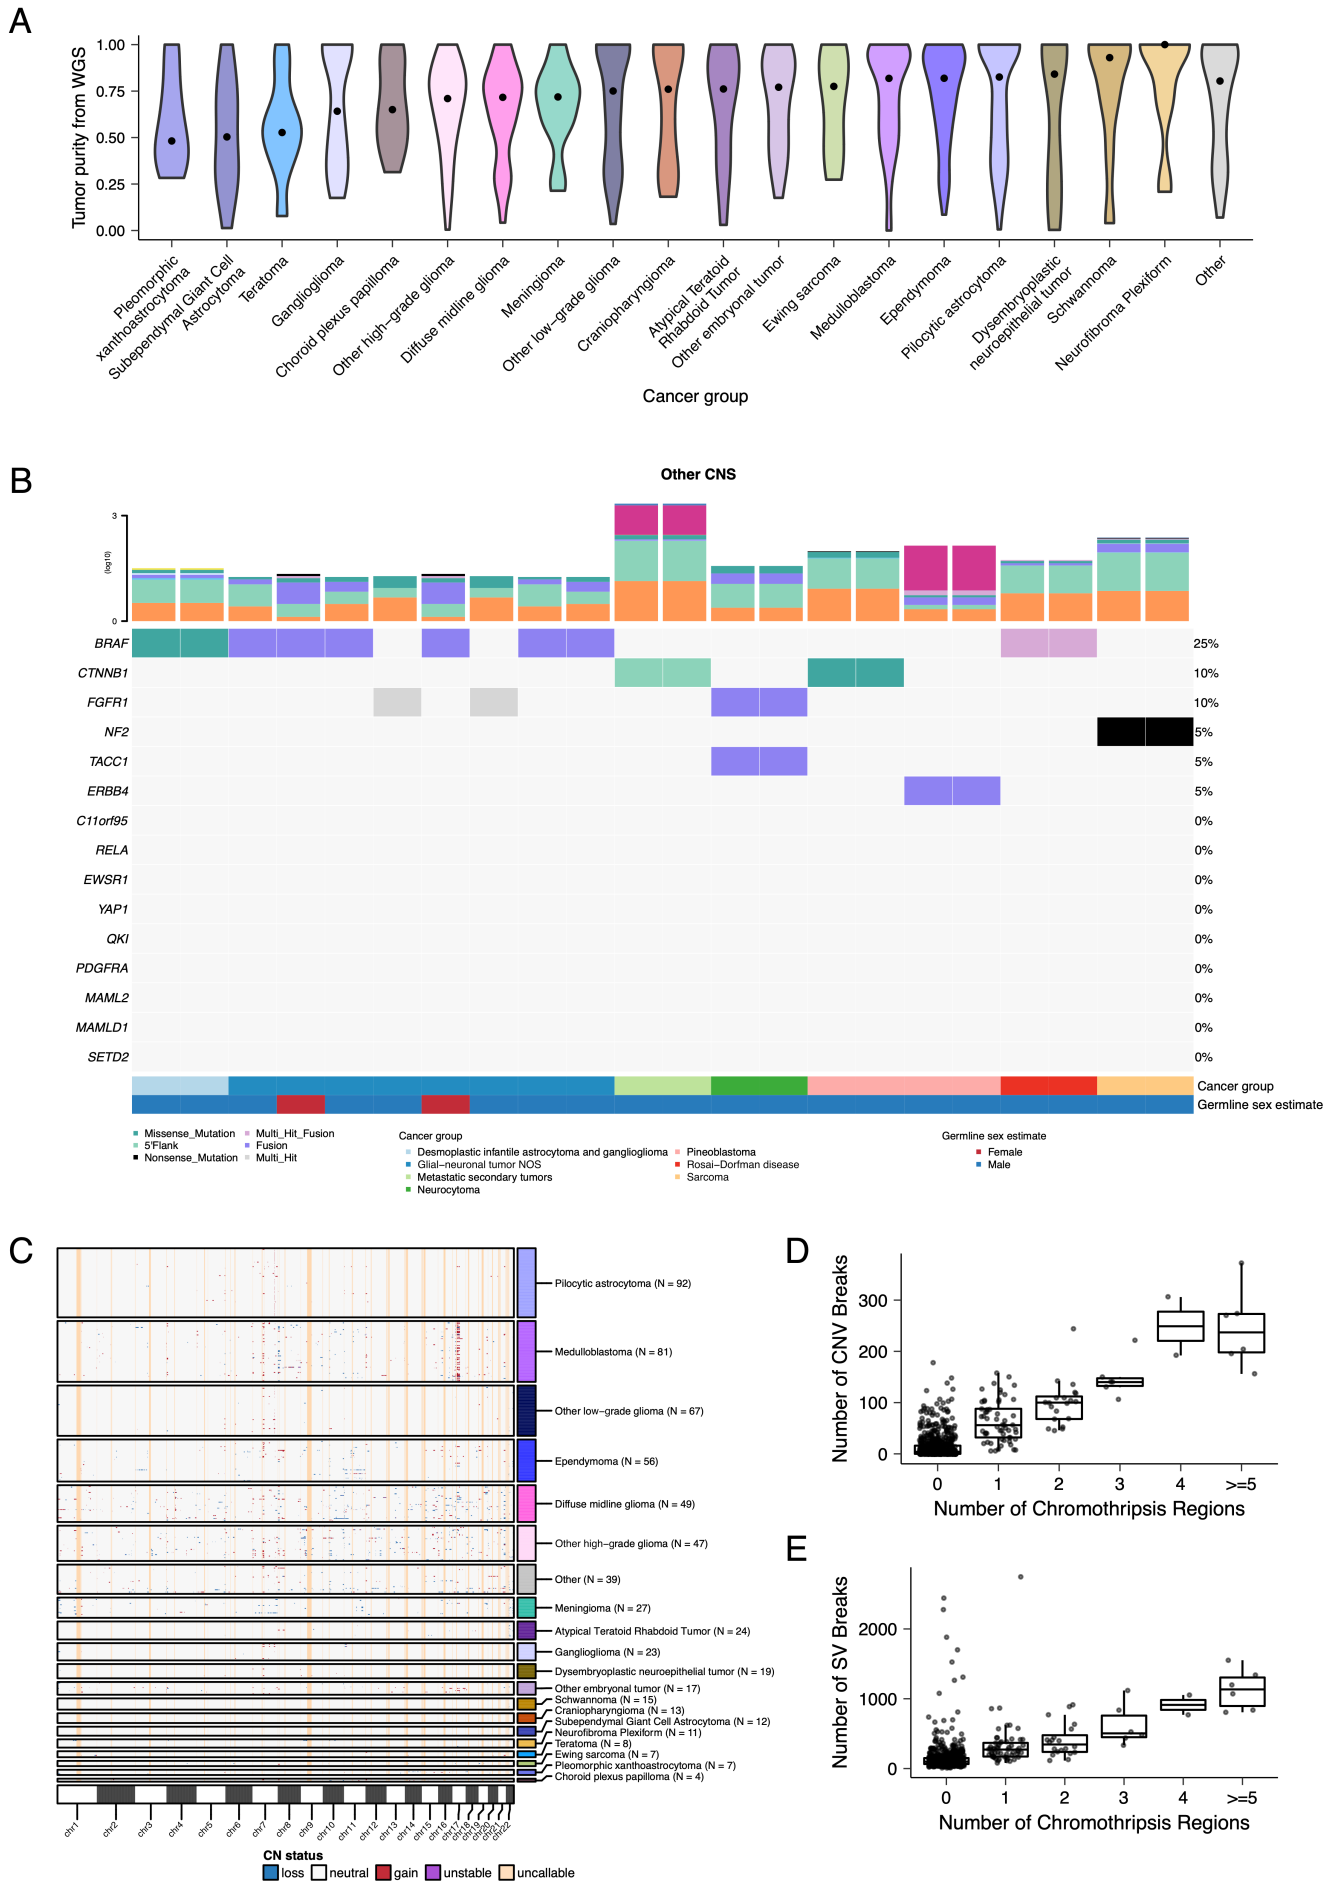 A
Tumor purity from WGS
1.00
0.75
0.50
0.25
0.00
Pleomorphic
xanthoastrocytoma
Subependymal Giant Cell
Astrocytoma
Teratoma
Ganglioglioma
Choroid plexus papilloma
Other high-grade glioma
Diffuse midline glioma
Meningioma
Other low-grade glioma
Craniopharyngioma
Atypical Teratoid
Rhabdoid Tumor
Other embryonal tumor
Ewing sarcoma
Medulloblastoma
Ependymoma
Pilocytic astrocytoma
Dysembryoplastic
neuroepithelial tumor
Schwannoma
Neurofibroma Plexiform
Other
Cancer group
B
Other CNS
3
(log10)
0
BRAF 25%
CTNNB1 10%
FGFR1 10%
NF2 5%
TACC1 5%
ERBB4 5%
C11orf95 0%
RELA 0%
EWSR1 0%
YAP1 0%
QKI 0%
PDGFRA 0%
MAML2 0%
MAMLD1 0%
SETD2 0%
Cancer group
Germline sex estimate
Missense_Mutation Multi_Hit_Fusion
5'Flank Fusion
Nonsense_Mutation Multi_Hit
Cancer group
Desmoplastic infantile astrocytoma and ganglioglioma Pineoblastoma
Glial-neuronal tumor NOS Rosai-Dorfman disease
Metastatic secondary tumors Sarcoma
Neurocytoma
Germline sex estimate
Female
Male
C
Pilocytic astrocytoma (N = 92)
Medulloblastoma (N = 81)
Other low-grade glioma (N = 67)
Ependymoma (N = 56)
Diffuse midline glioma (N = 49)
Other high-grade glioma (N = 47)
Other (N = 39)
Meningioma (N = 27)
Atypical Teratoid Rhabdoid Tumor (N = 24)
Ganglioglioma (N = 23)
Dysembryoplastic neuroepithelial tumor (N = 19)
Other embryonal tumor (N = 17)
Schwannoma (N = 15)
Craniopharyngioma (N = 13)
Subependymal Giant Cell Astrocytoma (N = 12)
Neurofibroma Plexiform (N = 11)
Teratoma (N = 8)
Ewing sarcoma (N = 7)
Pleomorphic xanthoastrocytoma (N = 7)
Choroid plexus papilloma (N = 4)
chr1 chr2 chr3 chr4 chr5 chr6 chr7 chr8 chr9 chr10 chr11 chr12 chr13 chr14 chr15 chr16 chr17 chr18 chr19 chr20 chr21 chr22
CN status
loss neutral gain unstable uncallable
D
Number of CNV Breaks
300
200
100
0
0 1 2 3 4 >=5
Number of Chromothripsis Regions
E
Number of SV Breaks
2000
1000
0
0 1 2 3 4 >=5
Number of Chromothripsis Regions